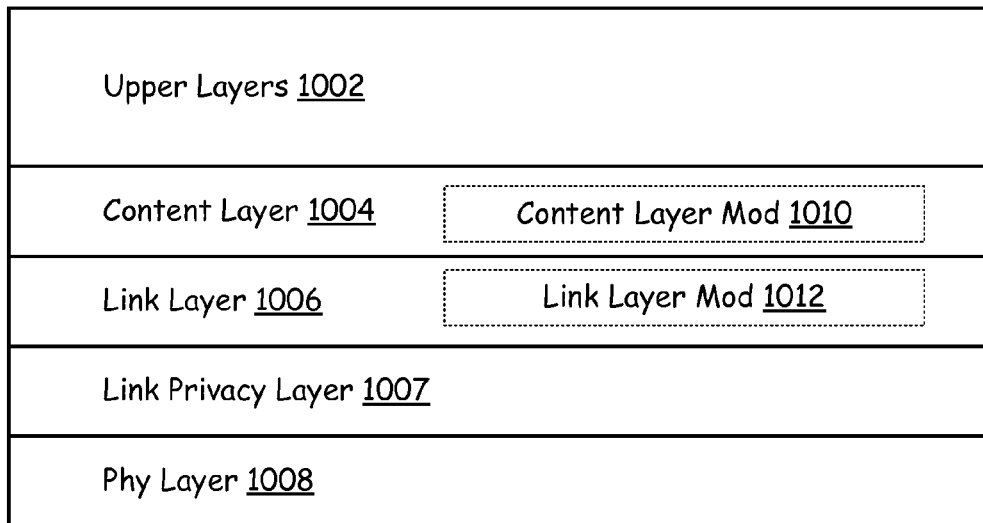 Upper Layers 1002
Content Layer 1004
Content Layer Mod 1010
Link Layer 1006
Link Layer Mod 1012
Link Privacy Layer 1007
Phy Layer 1008